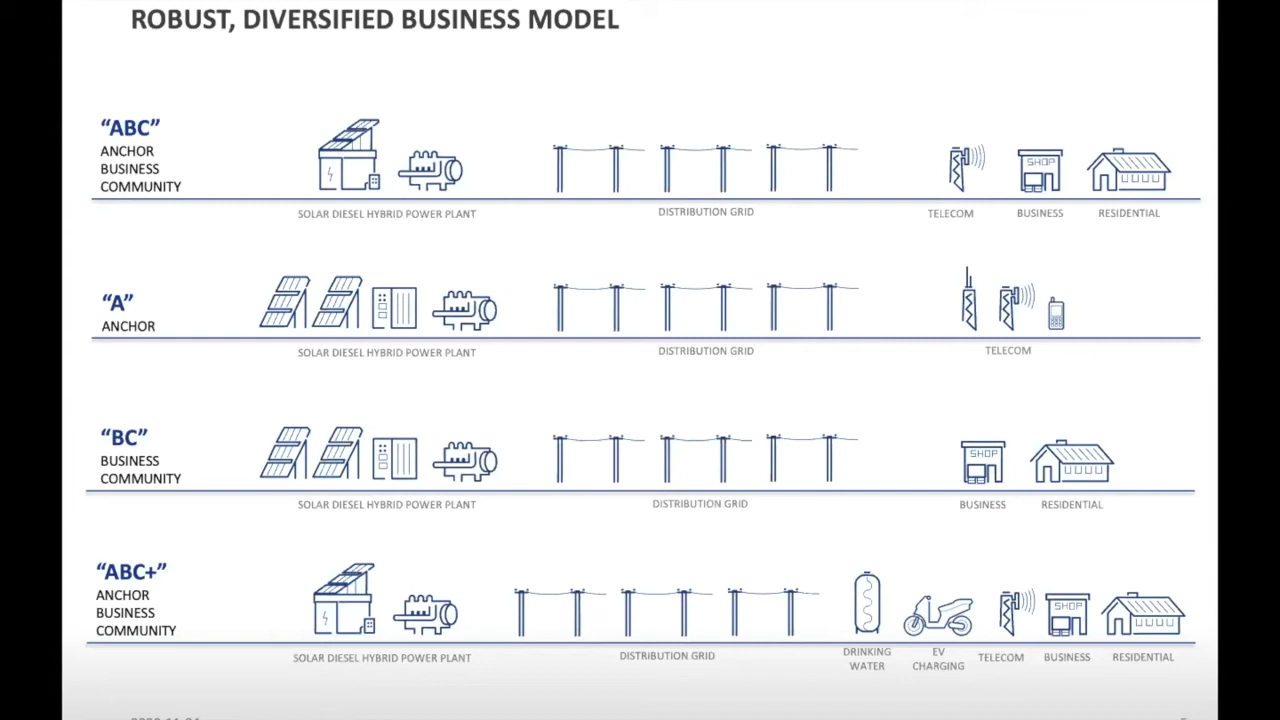 ROBUST, DIVERSIFIED BUSINESS MODEL
“ABC”
ANCHOR
BUSINESS
COMMUNITY
SHOP
SOLAR DIESEL HYBRID POWER PLANT
DISTRIBUTION GRID
TELECOM
BUSINESS
RESIDENTIAL
“A”
ANCHOR
SOLAR DIESEL HYBRID POWER PLANT
DISTRIBUTION GRID
TELECOM
“BC”
BUSINESS
COMMUNITY
SHOP
SOLAR DIESEL HYBRID POWER PLANT
DISTRIBUTION GRID
BUSINESS
RESIDENTIAL
“ABC+”
ANCHOR
BUSINESS
COMMUNITY
SHOP
SOLAR DIESEL HYBRID POWER PLANT
DISTRIBUTION GRID
DRINKING
WATER
EV
CHARGING
TELECOM
BUSINESS
RESIDENTIAL